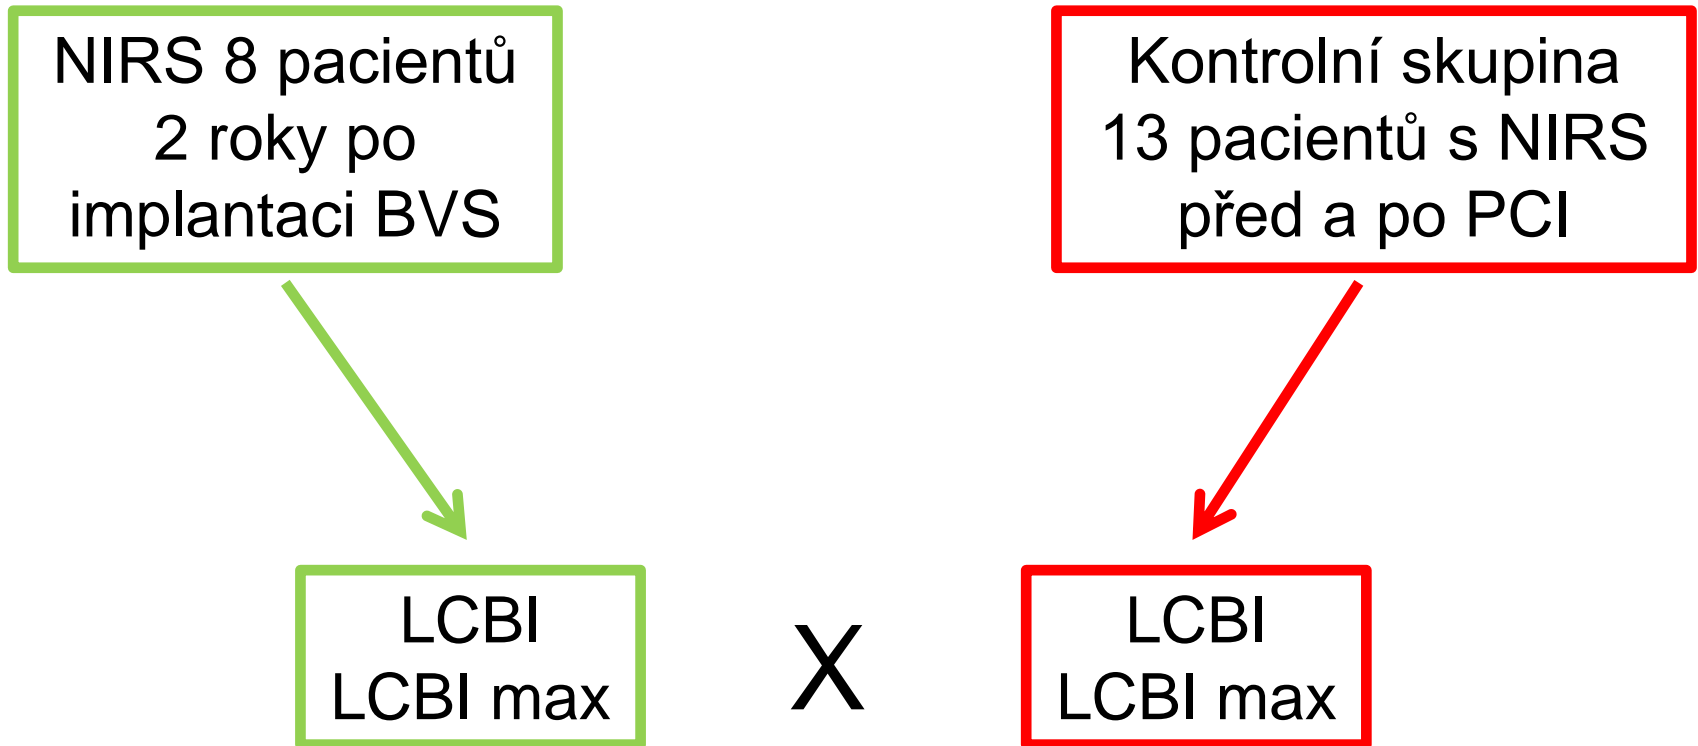 NIRS 8 pacientů
2 roky po
implantaci BVS
Kontrolní skupina
13 pacientů s NIRS
před a po PCI
LCBI
LCBI max
X
LCBI
LCBI max